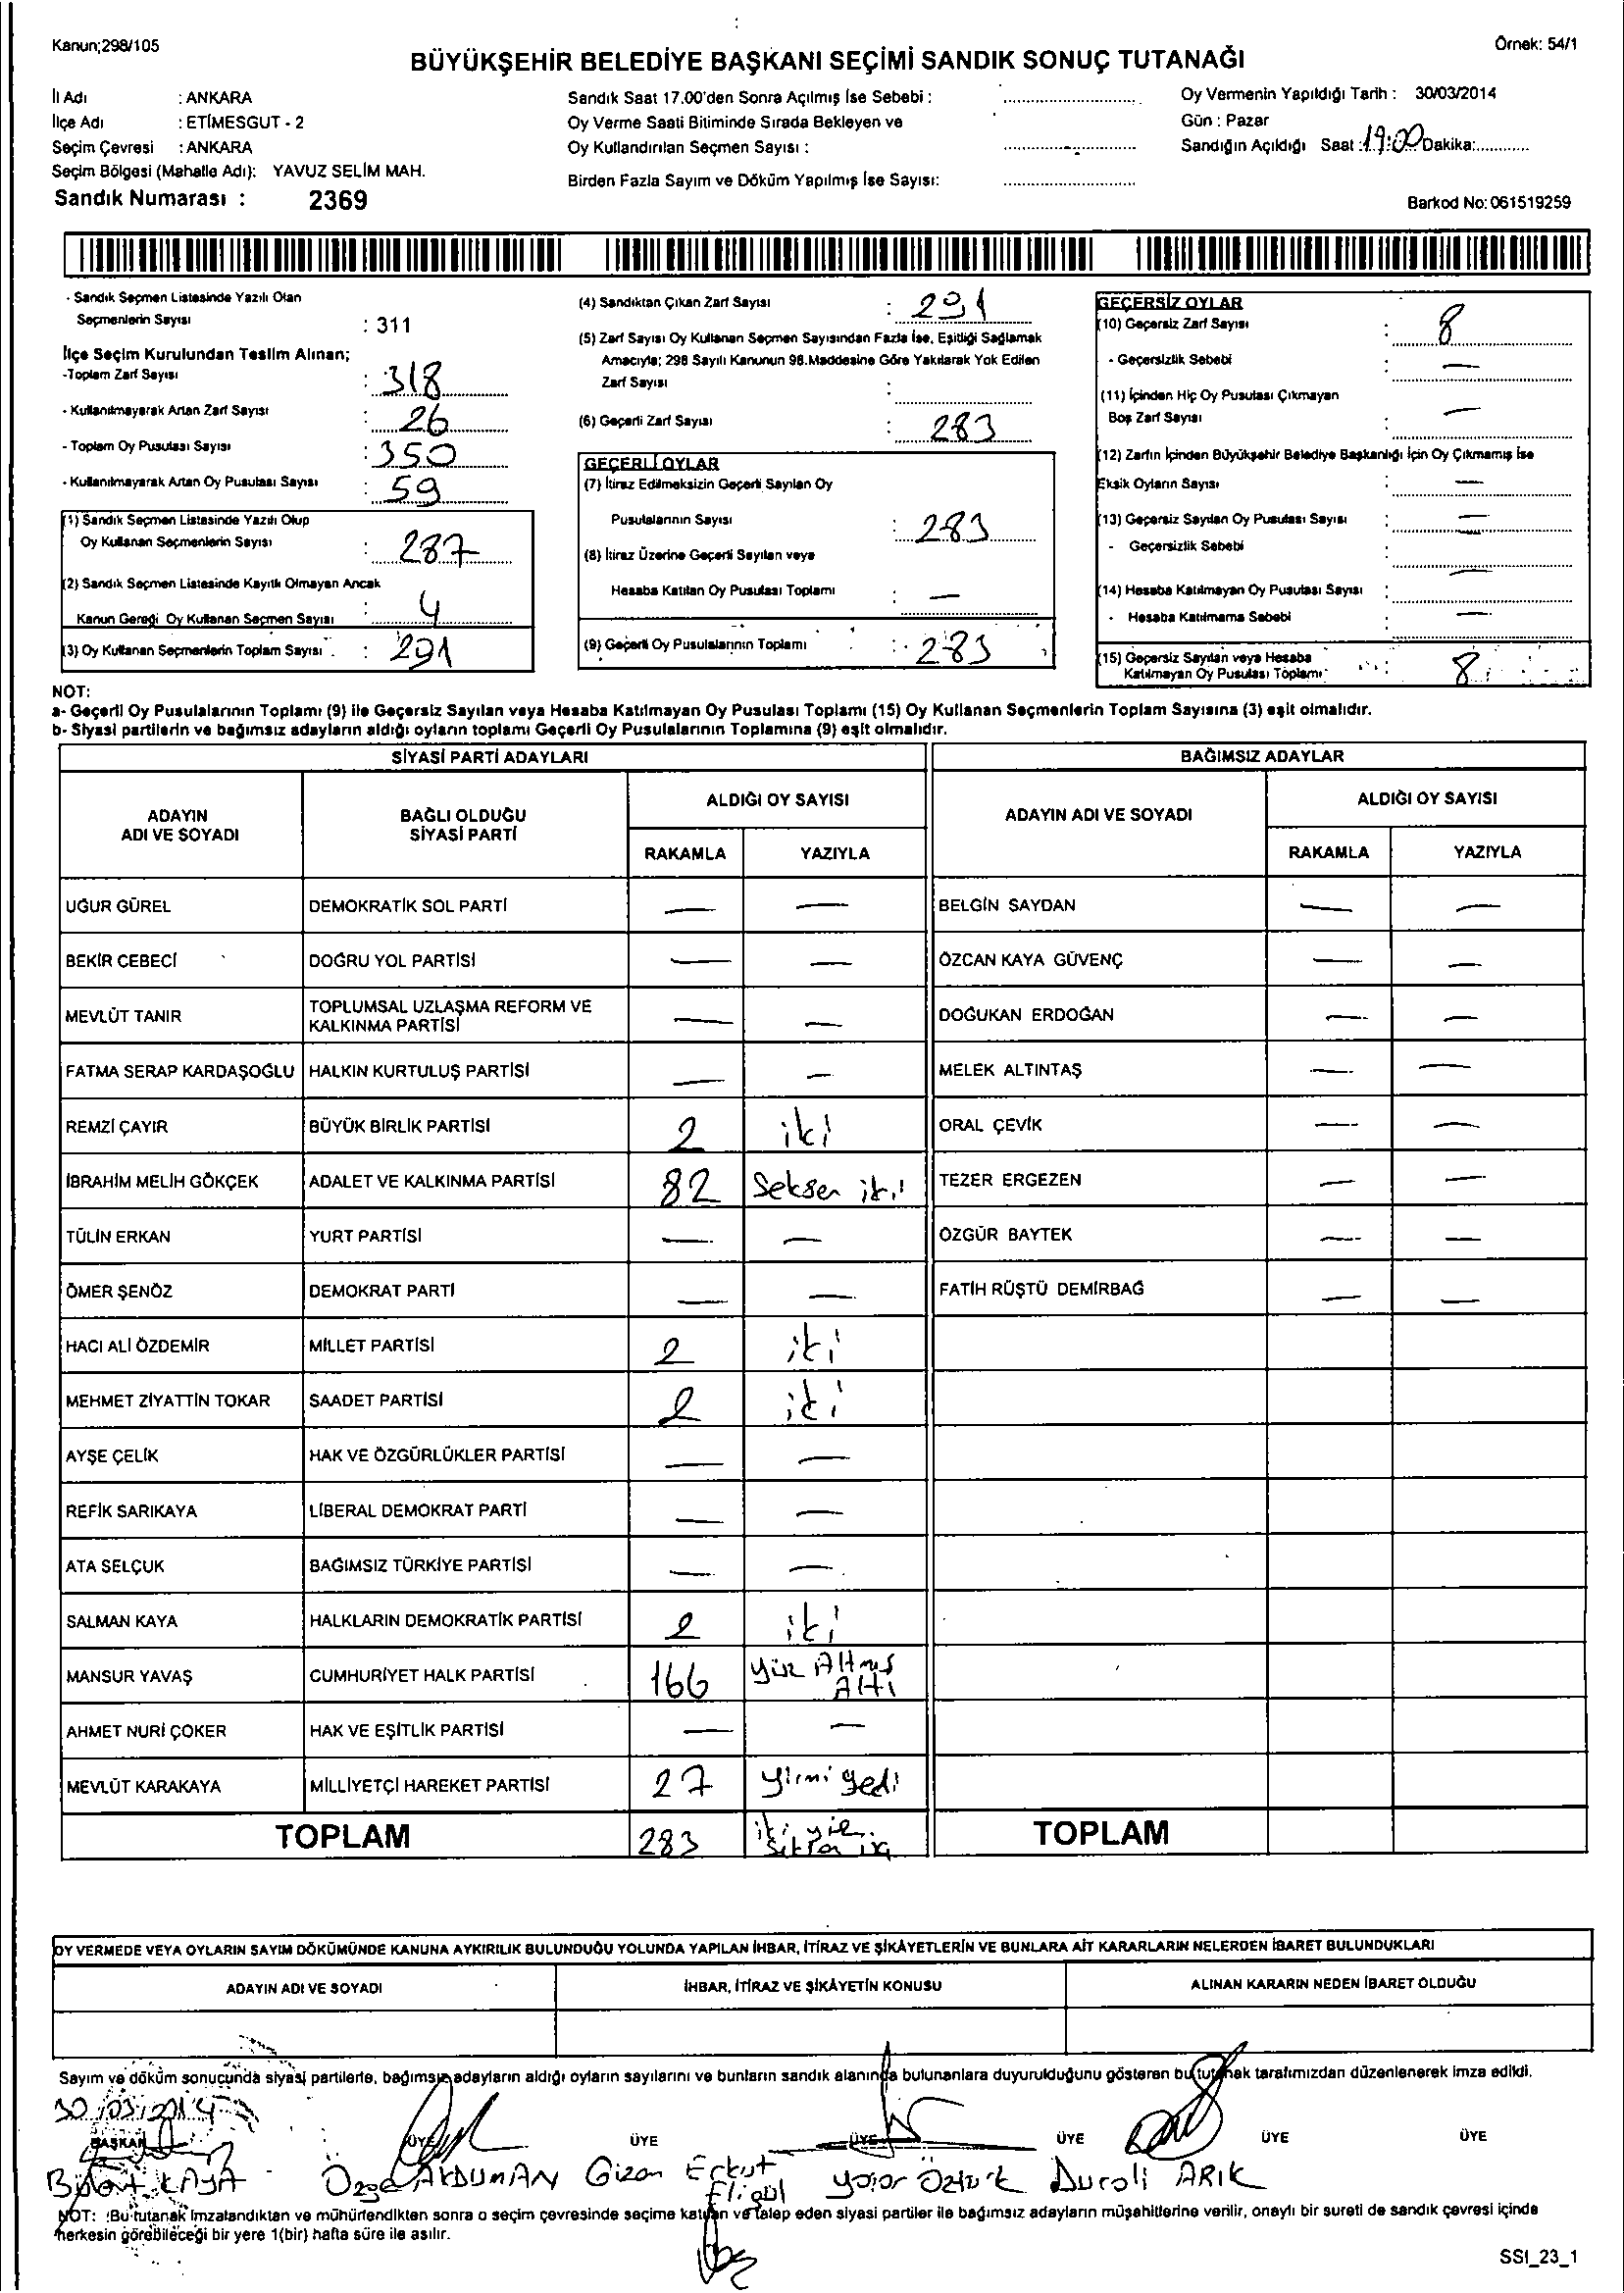 Kanun;298/105
Örnek: 54/1
BÜYÜKŞEHİR BELEDİYE BAŞKANI SEÇİMİ SANDIK SONUÇ TUTANAĞI
İl Adı : ANKARA
İlçe Adı : ETİMESGUT - 2
Seçim Çevresi : ANKARA
Seçim Bölgesi (Mahalle Adı): YAVUZ SELİM MAH.
Sandık Numarası : 2369
Sandık Saat 17.00'den Sonra Açılmış İse Sebebi :
Oy Verme Saati Bitiminde Sırada Bekleyen ve
Oy Kullandırılan Seçmen Sayısı :
Birden Fazla Sayım ve Döküm Yapılmış İse Sayısı:
Oy Vermenin Yapıldığı Tarih : 30/03/2014
Gün : Pazar
Sandığın Açıldığı Saat : 19:00 Dakika:
Barkod No: 061519259
- Sandık Seçmen Listesinde Yazılı Olan
Seçmenlerin Sayısı : 311
İlçe Seçim Kurulundan Teslim Alınan;
-Toplam Zarf Sayısı : 318
- Kullanılmayarak Artan Zarf Sayısı : 26
- Toplam Oy Pusulası Sayısı : 350
- Kullanılmayarak Artan Oy Pusulası Sayısı : 59
(1) Sandık Seçmen Listesinde Yazılı Olup
Oy Kullanan Seçmenlerin Sayısı : 287
(2) Sandık Seçmen Listesinde Kayıtlı Olmayan Ancak
Kanun Gereği Oy Kullanan Seçmen Sayısı : 4
(3) Oy Kullanan Seçmenlerin Toplam Sayısı : 291
(4) Sandıktan Çıkan Zarf Sayısı : 291
(5) Zarf Sayısı Oy Kullanan Seçmen Sayısından Fazla İse, Eşitliği Sağlamak
Amacıyla; 298 Sayılı Kanunun 98.Maddesine Göre Yakılarak Yok Edilen
Zarf Sayısı :
(6) Geçerli Zarf Sayısı : 283
GEÇERLİ OYLAR
(7) İtiraz Edilmeksizin Geçerli Sayılan Oy
Pusulalarının Sayısı : 283
(8) İtiraz Üzerine Geçerli Sayılan veya
Hesaba Katılan Oy Pusulası Toplamı : —
(9) Geçerli Oy Pusulalarının Toplamı : 283
GEÇERSİZ OYLAR
(10) Geçersiz Zarf Sayısı : 8
- Geçersizlik Sebebi : —
(11) İçinden Hiç Oy Pusulası Çıkmayan
Boş Zarf Sayısı : —
(12) Zarfın İçinden Büyükşehir Belediye Başkanlığı İçin Oy Çıkmamış İse
Eksik Oyların Sayısı : —
(13) Geçersiz Sayılan Oy Pusulası Sayısı : —
- Geçersizlik Sebebi :
(14) Hesaba Katılmayan Oy Pusulası Sayısı : —
- Hesaba Katılmama Sebebi : —
(15) Geçersiz Sayılan veya Hesaba
Katılmayan Oy Pusulası Toplamı : 8
NOT:
a- Geçerli Oy Pusulalarının Toplamı (9) ile Geçersiz Sayılan veya Hesaba Katılmayan Oy Pusulası Toplamı (15) Oy Kullanan Seçmenlerin Toplam Sayısına (3) eşit olmalıdır.
b- Siyasi partilerin ve bağımsız adayların aldığı oyların toplamı Geçerli Oy Pusulalarının Toplamına (9) eşit olmalıdır.
SİYASİ PARTİ ADAYLARI
BAĞIMSIZ ADAYLAR
ADAYIN ADI VE SOYADI
BAĞLI OLDUĞU SİYASİ PARTİ
ALDIĞI OY SAYISI
RAKAMLA YAZIYLA
ADAYIN ADI VE SOYADI
ALDIĞI OY SAYISI
RAKAMLA YAZIYLA
UĞUR GÜREL DEMOKRATİK SOL PARTİ — — BELGİN SAYDAN — —
BEKİR CEBECİ DOĞRU YOL PARTİSİ — — ÖZCAN KAYA GÜVENÇ — —
MEVLÜT TANIR TOPLUMSAL UZLAŞMA REFORM VE KALKINMA PARTİSİ — — DOĞUKAN ERDOĞAN — —
FATMA SERAP KARDAŞOĞLU HALKIN KURTULUŞ PARTİSİ — — MELEK ALTINTAŞ — —
REMZİ ÇAYIR BÜYÜK BİRLİK PARTİSİ 2 iki ORAL ÇEVİK — —
İBRAHİM MELİH GÖKÇEK ADALET VE KALKINMA PARTİSİ 82 Seksen iki TEZER ERGEZEN — —
TÜLİN ERKAN YURT PARTİSİ — — ÖZGÜR BAYTEK — —
ÖMER ŞENÖZ DEMOKRAT PARTİ — — FATİH RÜŞTÜ DEMİRBAĞ — —
HACI ALİ ÖZDEMİR MİLLET PARTİSİ 2 iki
MEHMET ZİYATTİN TOKAR SAADET PARTİSİ 2 iki
AYŞE ÇELİK HAK VE ÖZGÜRLÜKLER PARTİSİ — —
REFİK SARIKAYA LİBERAL DEMOKRAT PARTİ — —
ATA SELÇUK BAĞIMSIZ TÜRKİYE PARTİSİ — —
SALMAN KAYA HALKLARIN DEMOKRATİK PARTİSİ 2 iki
MANSUR YAVAŞ CUMHURİYET HALK PARTİSİ 166 Yüz Altmış Altı
AHMET NURİ ÇOKER HAK VE EŞİTLİK PARTİSİ — —
MEVLÜT KARAKAYA MİLLİYETÇİ HAREKET PARTİSİ 27 Yirmi Yedi
TOPLAM 283 iki TOPLAM
OY VERMEDE VEYA OYLARIN SAYIM DÖKÜMÜNDE KANUNA AYKIRILIK BULUNDUĞU YOLUNDA YAPILAN İHBAR, İTİRAZ VE ŞİKÂYETLERİN VE BUNLARA AİT KARARLARIN NELERDEN İBARET BULUNDUKLARI
ADAYIN ADI VE SOYADI İHBAR, İTİRAZ VE ŞİKÂYETİN KONUSU ALINAN KARARIN NEDEN İBARET OLDUĞU
Sayım ve döküm sonucunda siyasi partilerle, bağımsız adayların aldığı oyların sayılarını ve bunların sandık alanında bulunanlara duyurulduğunu gösteren bu tutanak tarafımızdan düzenlenerek imza edildi.
30/03/2014
BAŞKAN ÜYE ÜYE ÜYE ÜYE ÜYE ÜYE
KAYA Özge AKDUMAN Gizem Erkut Yaşar Öztürk Durali ARIK
NOT: Bu tutanak imzalandıktan ve mühürlendikten sonra o seçim çevresinde seçime katılan ve talep eden siyasi partiler ile bağımsız adayların müşahitlerine verilir, onaylı bir sureti de sandık çevresi içinde
herkesin görebileceği bir yere 1(bir) hafta süre ile asılır.
SSI_23_1